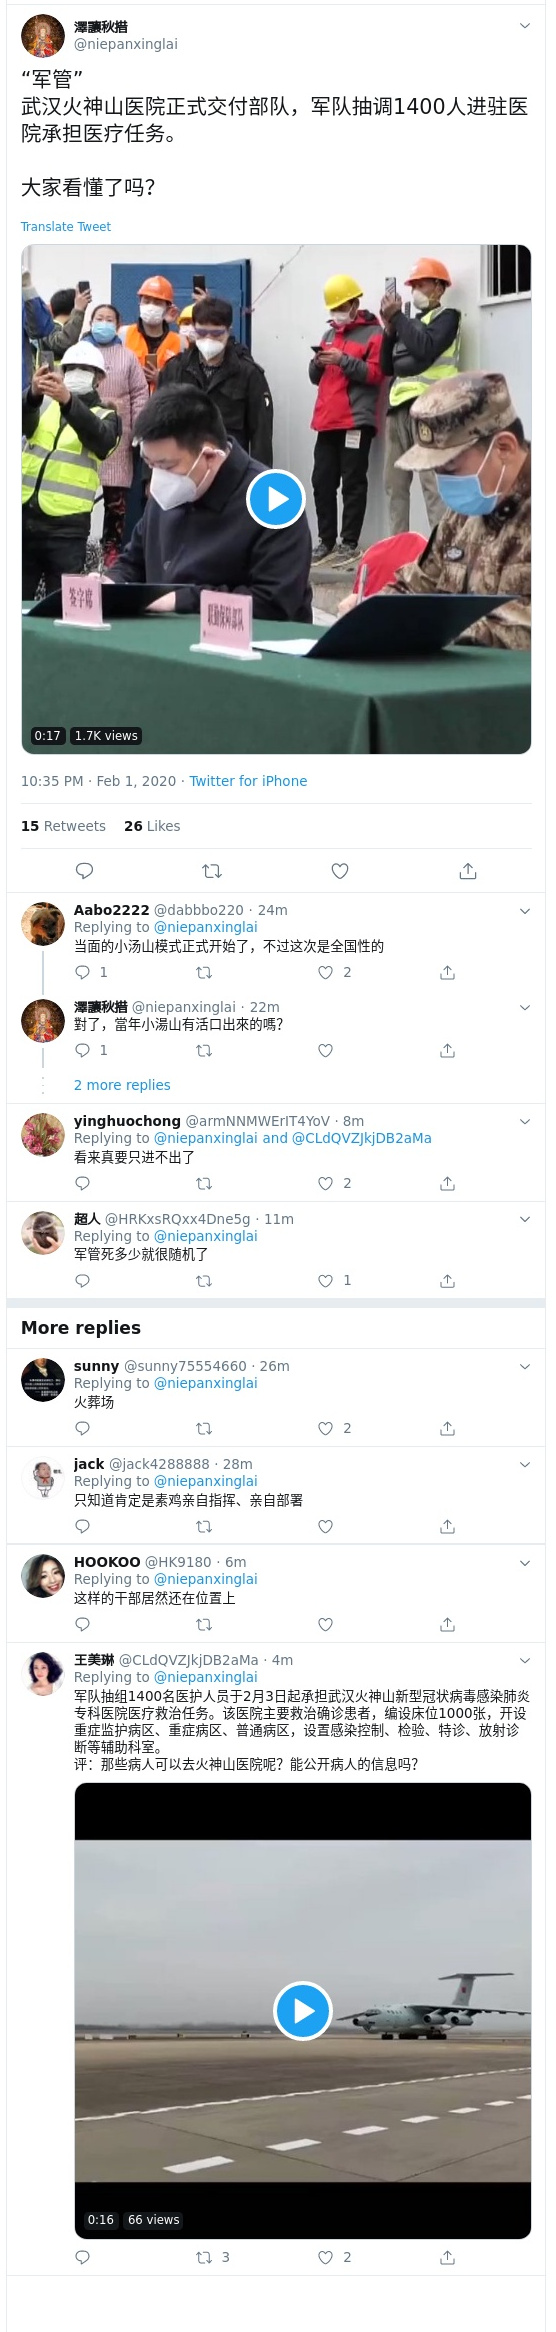 澤讓秋措
@niepanxinglai
“军管”
武汉火神山医院正式交付部队，军队抽调1400人进驻医
院承担医疗任务。
大家看懂了吗？
Translate Tweet
签字席
联勤保障部队
0:17 1.7K views
10:35 PM · Feb 1, 2020 · Twitter for iPhone
15 Retweets 26 Likes
Aabo2222 @dabbbo220 · 24m
Replying to @niepanxinglai
当面的小汤山模式正式开始了，不过这次是全国性的
1 2
澤讓秋措 @niepanxinglai · 22m
對了，當年小湯山有活口出來的嗎？
1
2 more replies
yinghuochong @armNNMWErIT4YoV · 8m
Replying to @niepanxinglai and @CLdQVZJkjDB2aMa
看来真要只进不出了
2
超人 @HRKxsRQxx4Dne5g · 11m
Replying to @niepanxinglai
军管死多少就很随机了
1
More replies
sunny @sunny75554660 · 26m
Replying to @niepanxinglai
火葬场
2
jack @jack4288888 · 28m
Replying to @niepanxinglai
只知道肯定是素鸡亲自指挥、亲自部署
HOOKOO @HK9180 · 6m
Replying to @niepanxinglai
这样的干部居然还在位置上
王美琳 @CLdQVZJkjDB2aMa · 4m
Replying to @niepanxinglai
军队抽组1400名医护人员于2月3日起承担武汉火神山新型冠状病毒感染肺炎
专科医院医疗救治任务。该医院主要救治确诊患者，编设床位1000张，开设
重症监护病区、重症病区、普通病区，设置感染控制、检验、特诊、放射诊
断等辅助科室。
评：那些病人可以去火神山医院呢？能公开病人的信息吗？
0:16 66 views
3 2